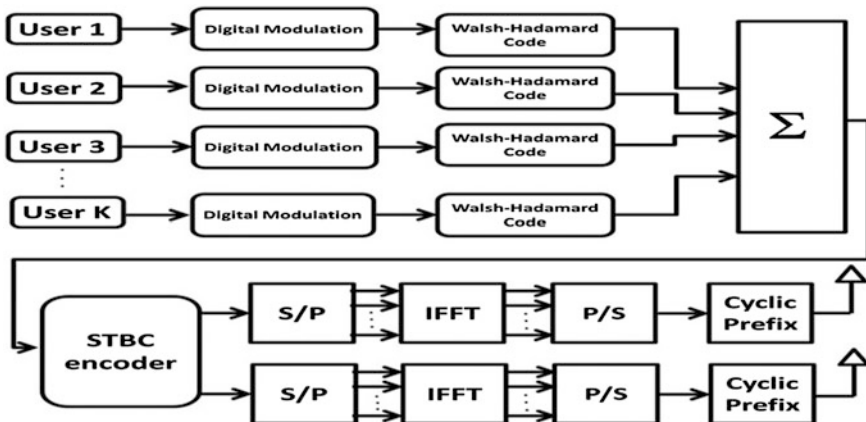 User 1
Digital Modulation
Walsh-Hadamard
Code
User 2
Digital Modulation
Walsh-Hadamard
Code
User 3
Digital Modulation
Walsh-Hadamard
Code
User K
Digital Modulation
Walsh-Hadamard
Code
Σ
STBC
encoder
S/P
IFFT
P/S
Cyclic
Prefix
S/P
IFFT
P/S
Cyclic
Prefix